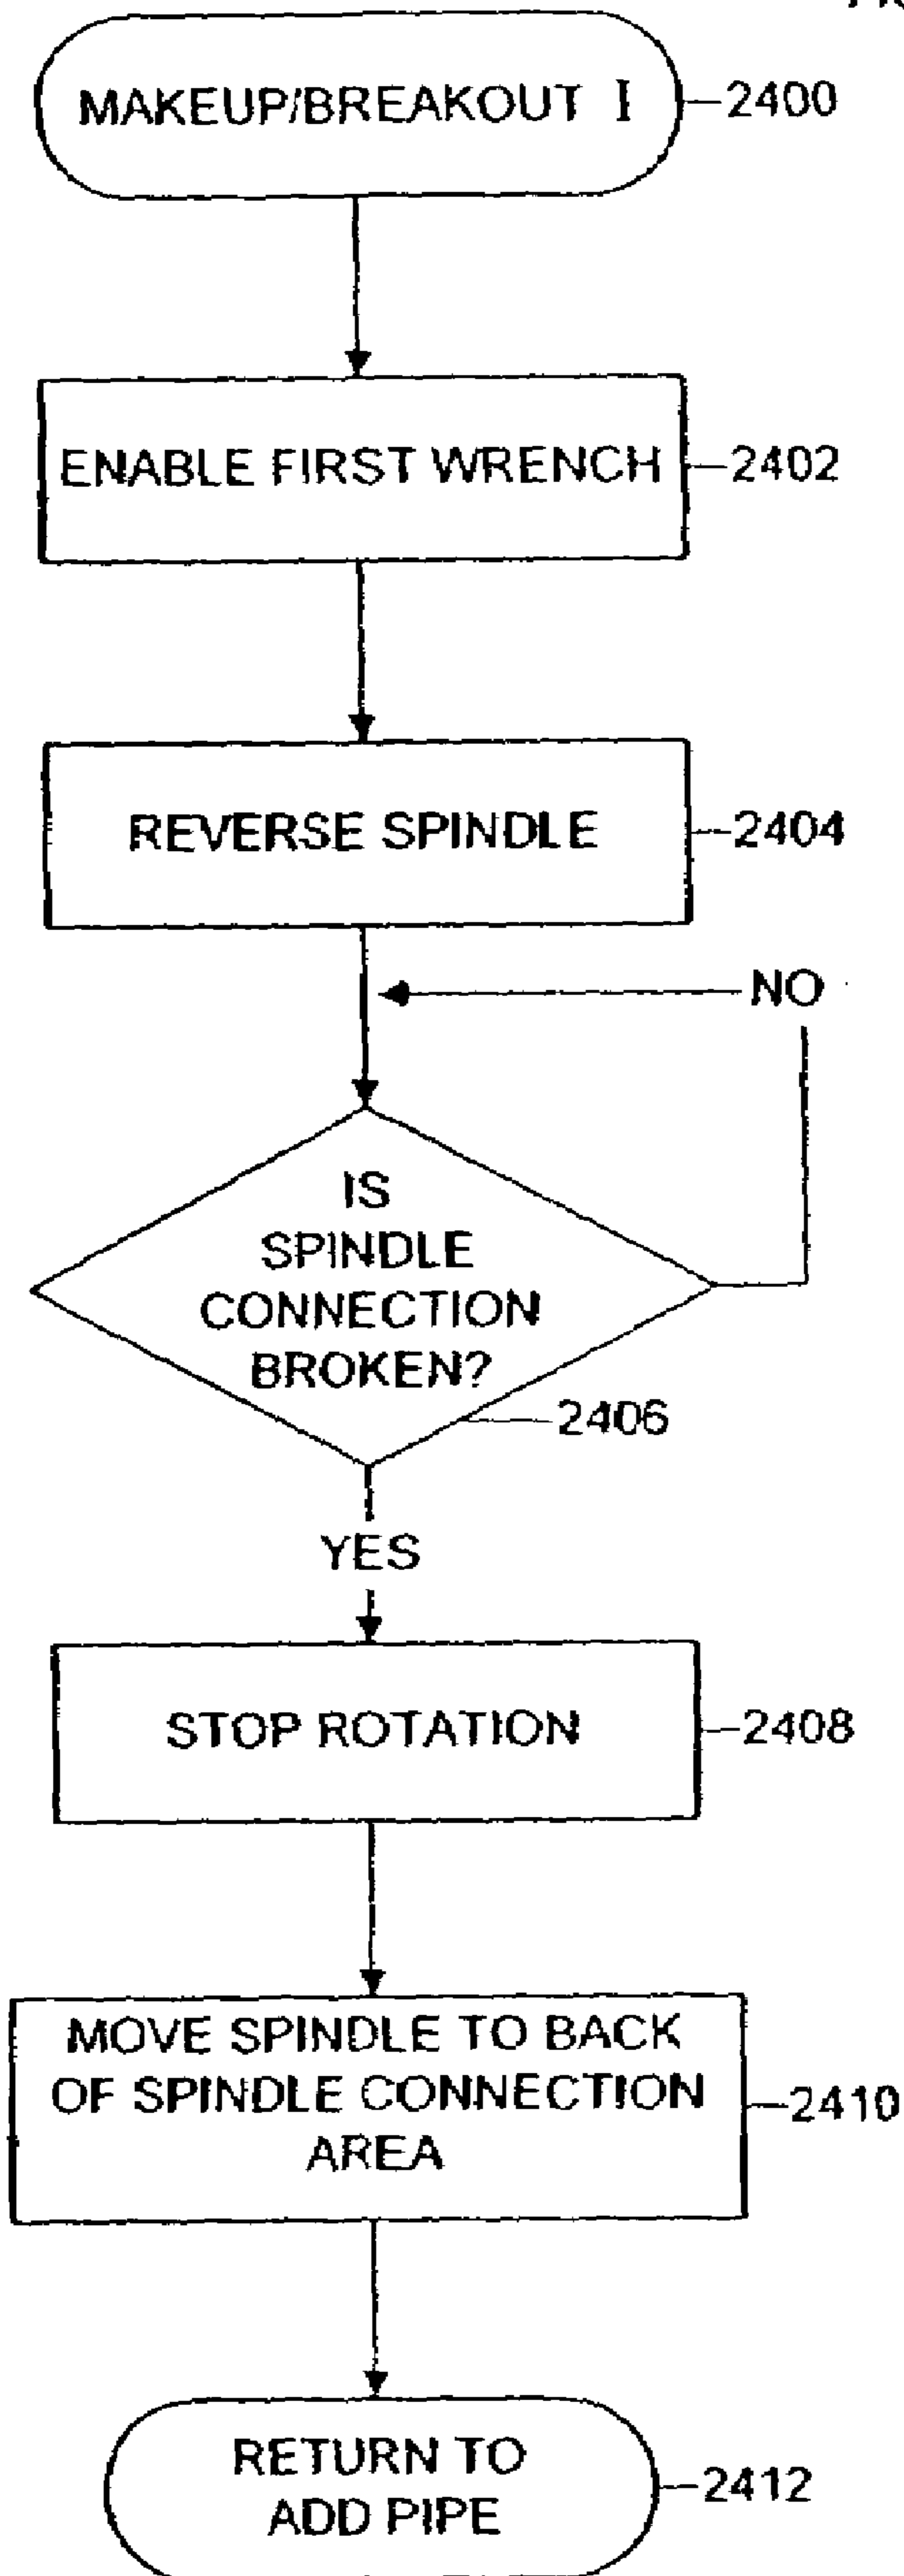 MAKEUP/BREAKOUT I
2400
ENABLE FIRST WRENCH
2402
REVERSE SPINDLE
2404
NO
IS
SPINDLE
CONNECTION
BROKEN?
2406
YES
STOP ROTATION
2408
MOVE SPINDLE TO BACK
OF SPINDLE CONNECTION
AREA
2410
RETURN TO
ADD PIPE
2412